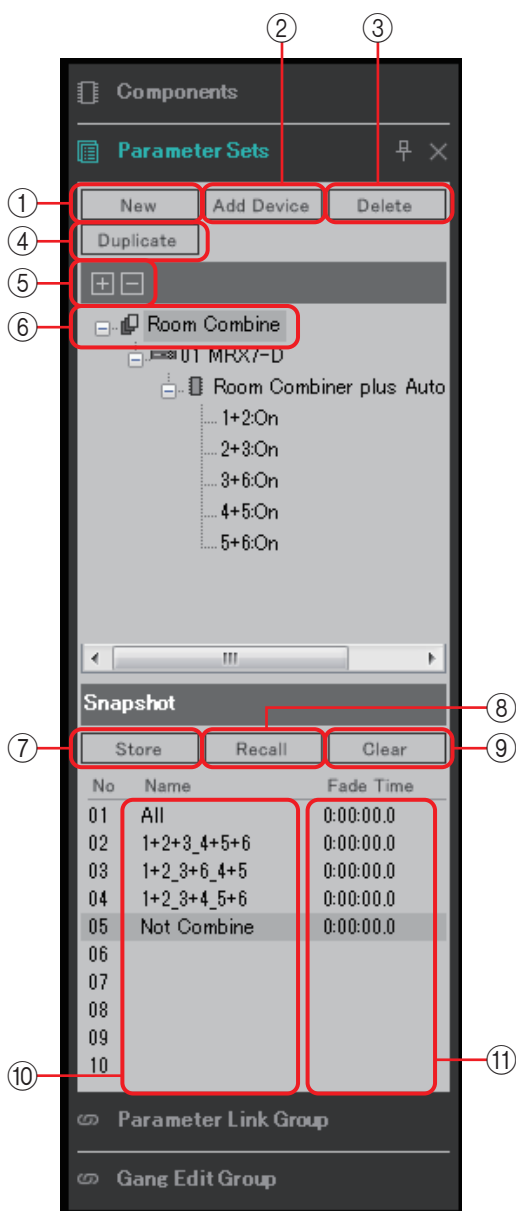 ② ③
Components
Parameter Sets
① New Add Device Delete
④ Duplicate
⑤
⑥ Room Combine
01 MRX7-D
Room Combiner plus Auto
1+2:On
2+3:On
3+6:On
4+5:On
5+6:On
Snapshot
⑧
⑦ Store Recall Clear ⑨
No Name Fade Time
01 All 0:00:00.0
02 1+2+3_4+5+6 0:00:00.0
03 1+2_3+6_4+5 0:00:00.0
04 1+2_3+4_5+6 0:00:00.0
05 Not Combine 0:00:00.0
06
07
08
09
10
⑩ ⑪
Parameter Link Group
Gang Edit Group